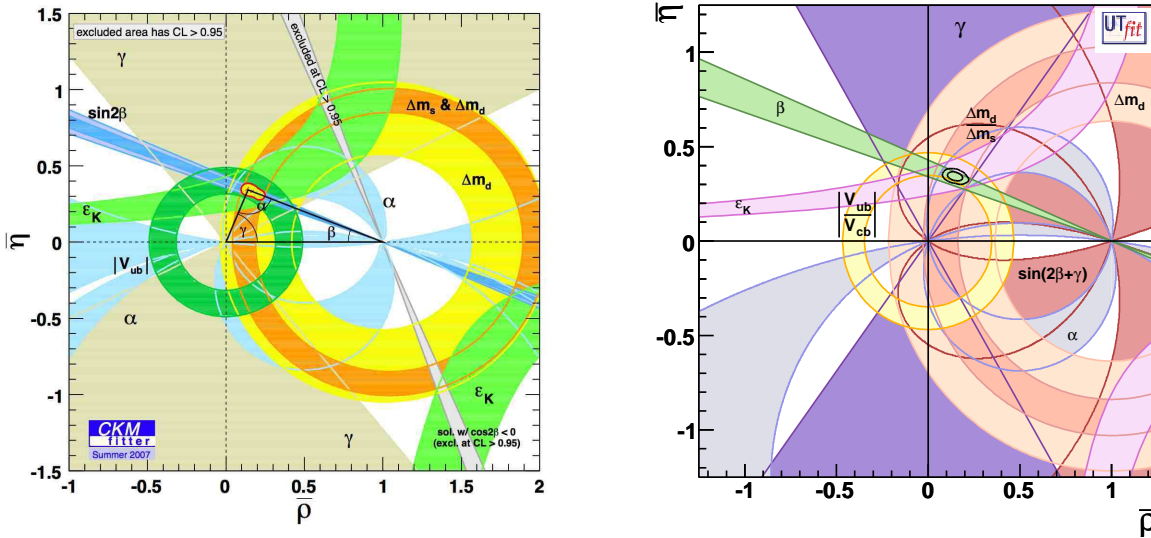 excluded area has CL > 0.95
γ
sin2β
excluded at CL > 0.95
Δm_s & Δm_d
Δm_d
ε_K
α
α
γ
β
|V_ub|
α
ε_K
γ
sol. w/ cos2β < 0
(excl. at CL > 0.95)
CKM
fitter
Summer 2007
1.5
1
0.5
0
-0.5
-1
-1.5
-1
-0.5
0
0.5
1
1.5
2
η̅
ρ̅
η̅
γ
UT
fit
β
Δm_d
Δm_s
Δm_d
ε_K
|V_ub
V_cb|
sin(2β+γ)
α
1
0.5
0
-0.5
-1
-1
-0.5
0
0.5
1
ρ̅